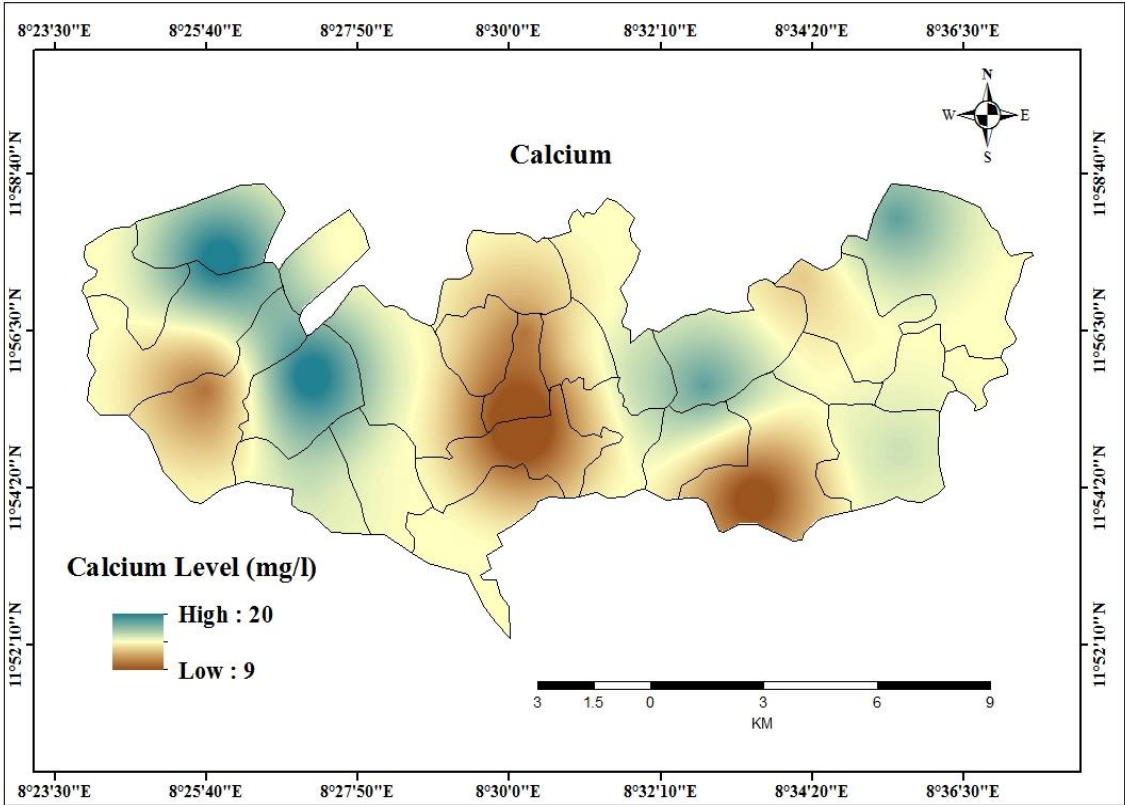 8°23'30"E 8°25'40"E 8°27'50"E 8°30'0"E 8°32'10"E 8°34'20"E 8°36'30"E
N
W E
S
11°58'40"N 11°58'40"N
Calcium
11°56'30"N 11°56'30"N
11°54'20"N 11°54'20"N
Calcium Level (mg/l)
High : 20
Low : 9
11°52'10"N 11°52'10"N
3 1.5 0 3 6 9
KM
8°23'30"E 8°25'40"E 8°27'50"E 8°30'0"E 8°32'10"E 8°34'20"E 8°36'30"E